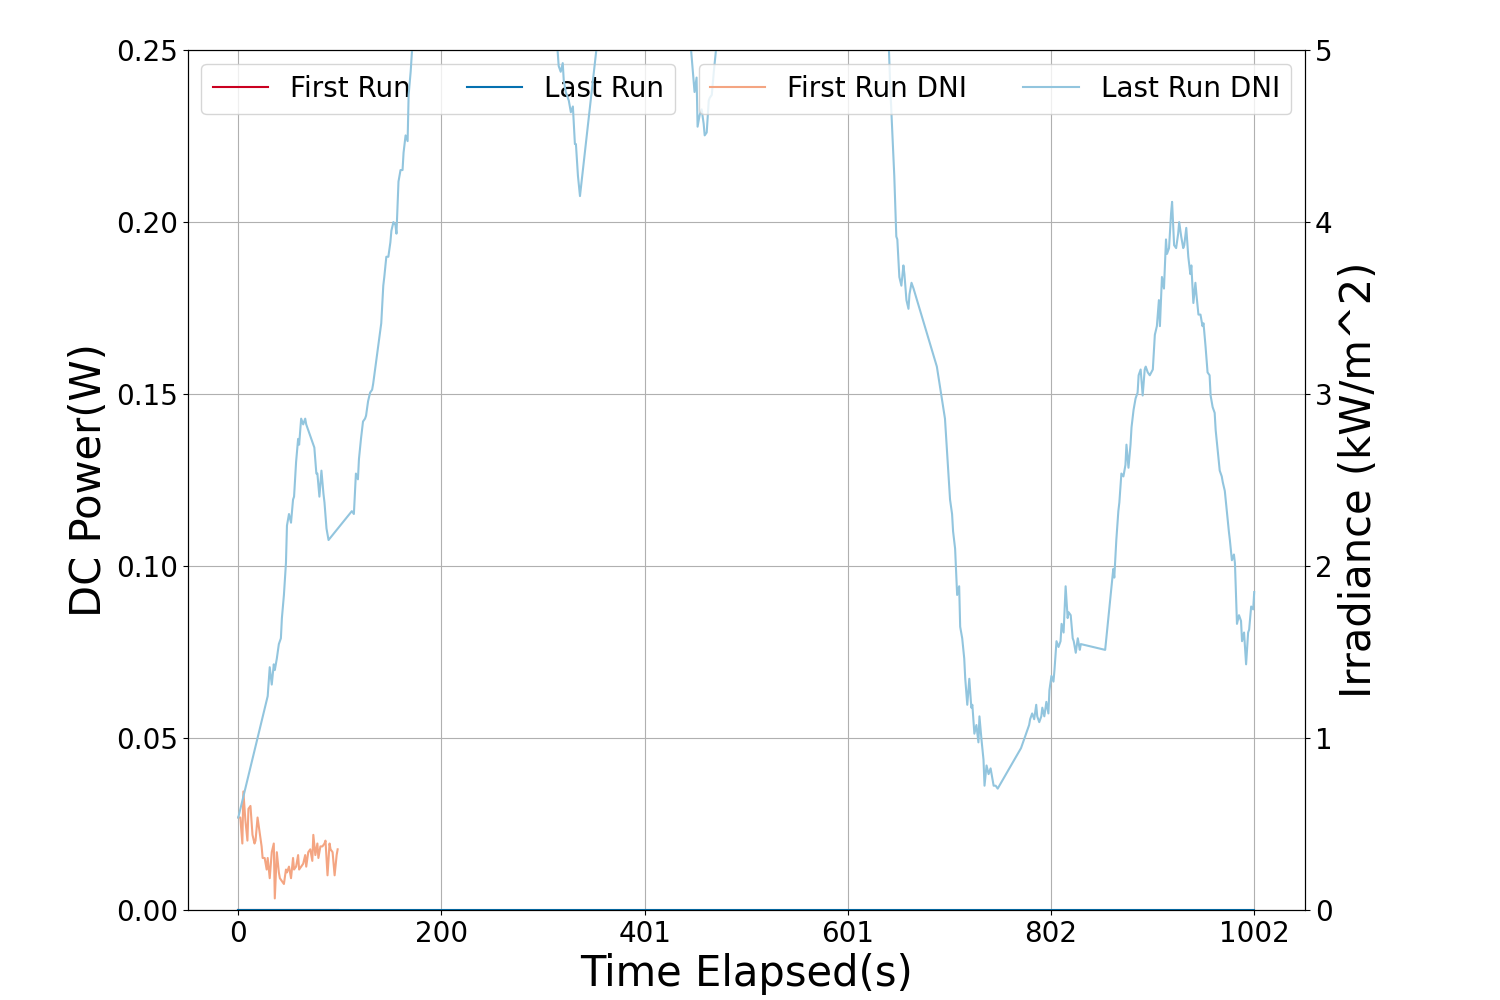 First Run
Last Run
First Run DNI
Last Run DNI
0.25
0.20
0.15
0.10
0.05
0.00
DC Power(W)
5
4
3
2
1
0
Irradiance (kW/m^2)
0
200
401
601
802
1002
Time Elapsed(s)